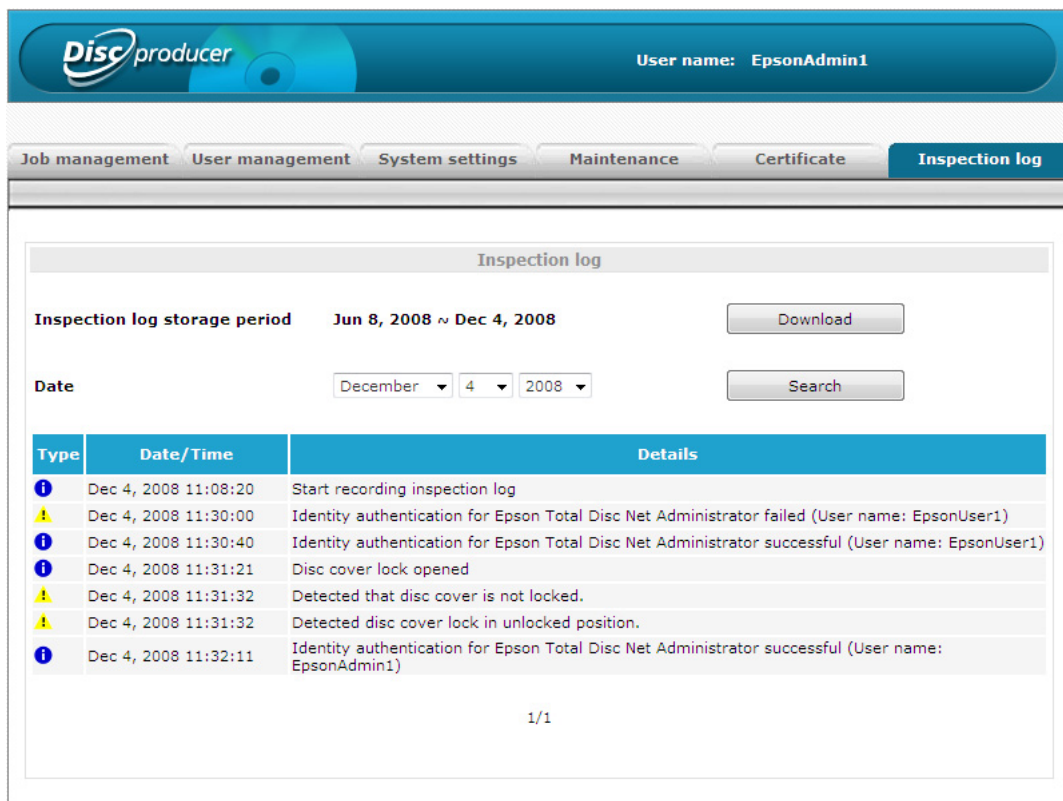 Disc producer
User name: EpsonAdmin1
Job management User management System settings Maintenance Certificate Inspection log
Inspection log
Inspection log storage period Jun 8, 2008 ~ Dec 4, 2008 Download
Date December 4 2008 Search
Type Date/Time Details
Dec 4, 2008 11:08:20 Start recording inspection log
Dec 4, 2008 11:30:00 Identity authentication for Epson Total Disc Net Administrator failed (User name: EpsonUser1)
Dec 4, 2008 11:30:40 Identity authentication for Epson Total Disc Net Administrator successful (User name: EpsonUser1)
Dec 4, 2008 11:31:21 Disc cover lock opened
Dec 4, 2008 11:31:32 Detected that disc cover is not locked.
Dec 4, 2008 11:31:32 Detected disc cover lock in unlocked position.
Dec 4, 2008 11:32:11 Identity authentication for Epson Total Disc Net Administrator successful (User name:
EpsonAdmin1)
1/1